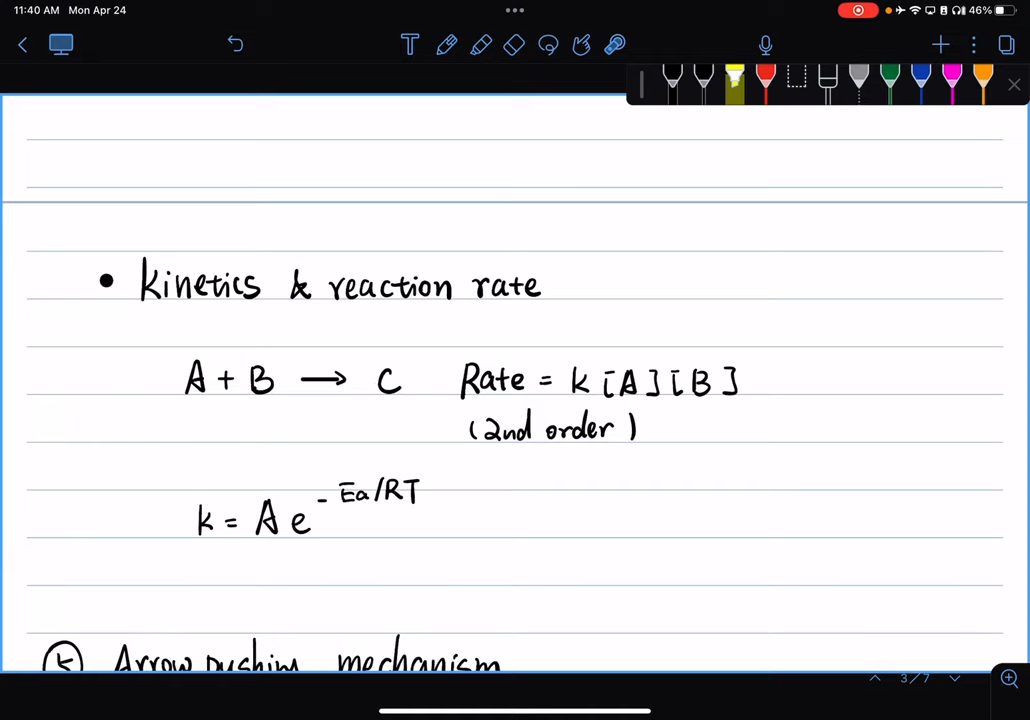 11:40 AM Mon Apr 24
46%
• Kinetics & reaction rate
A + B → C Rate = k [A][B]
(2nd order)
k = A e^-Ea/RT
⑤ Arrow pushing mechanism
3/7